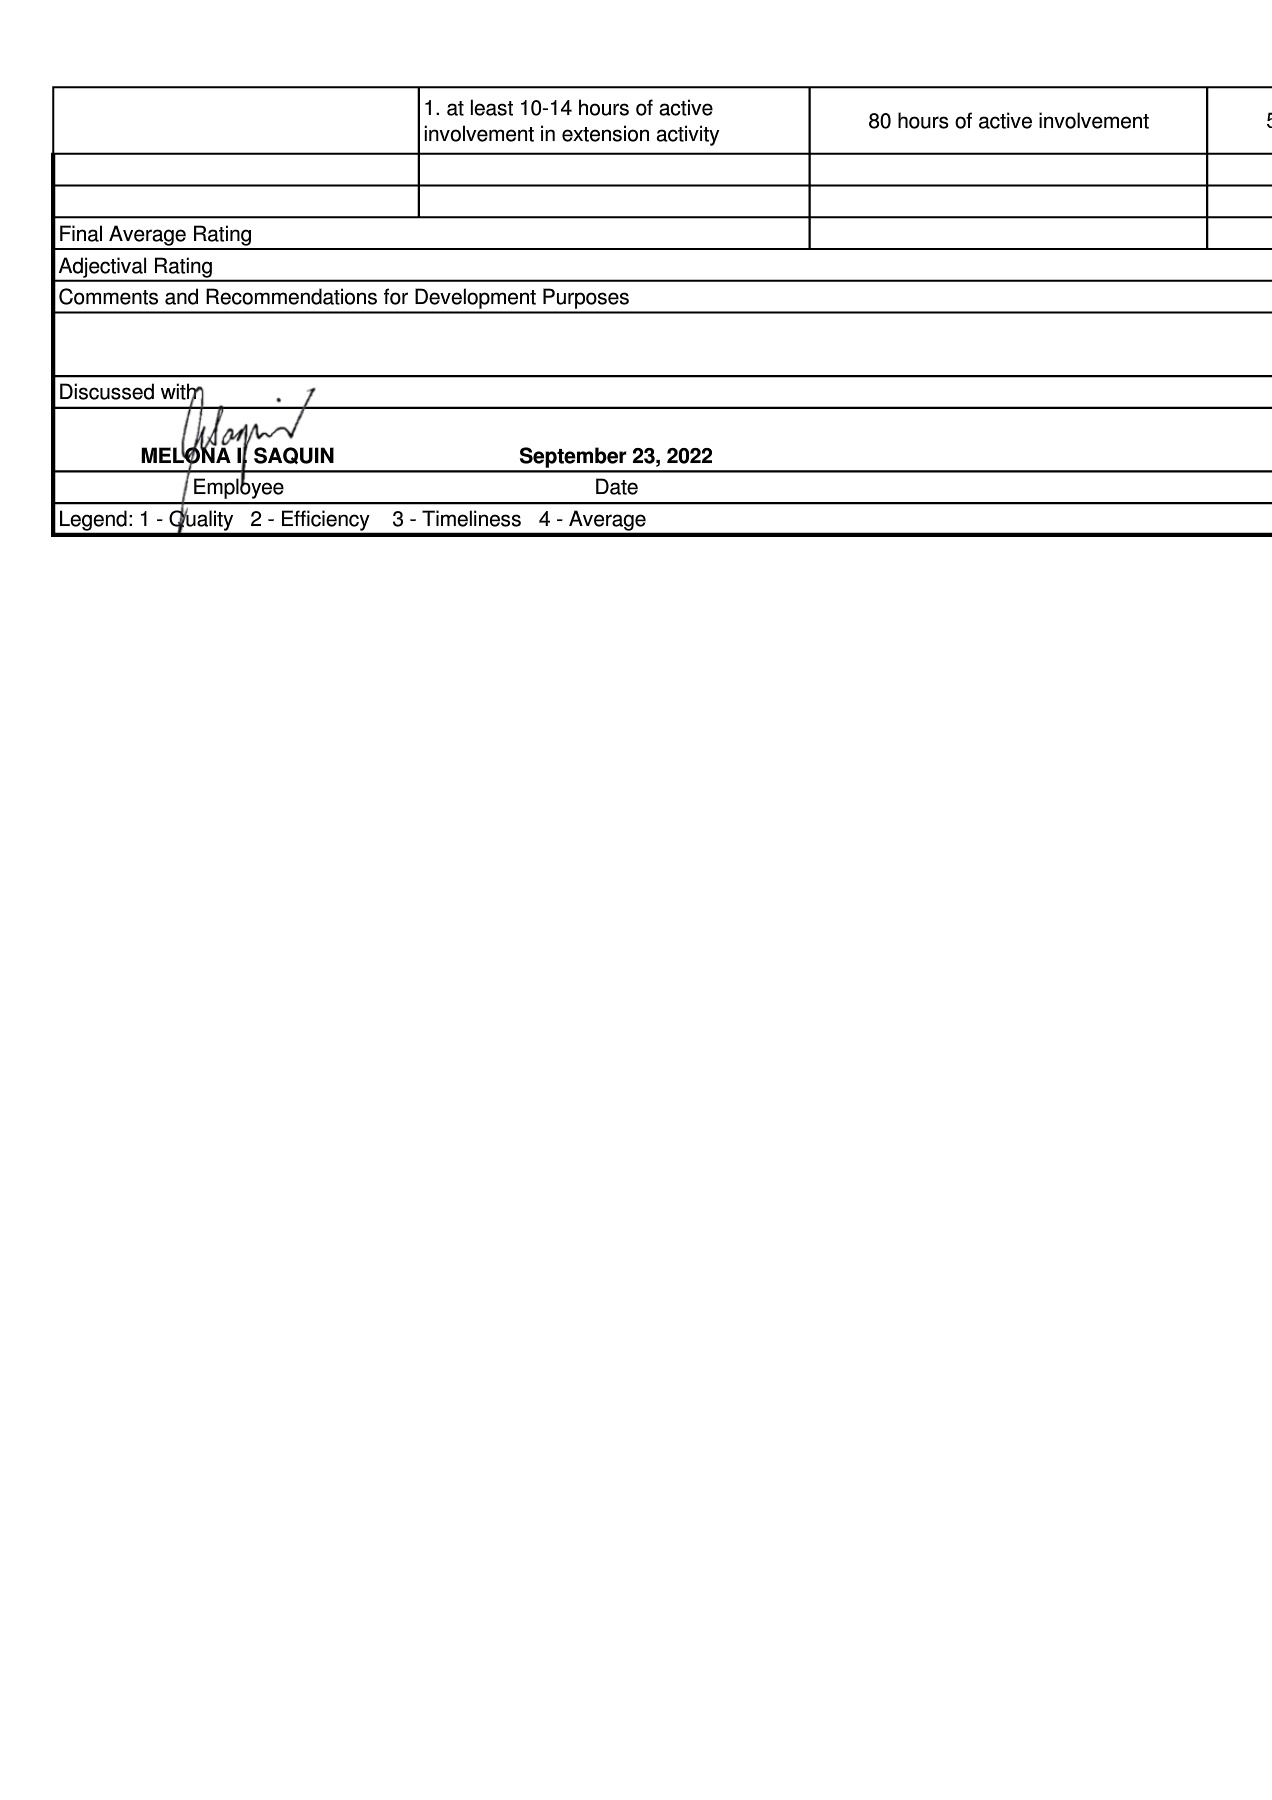 1. at least 10-14 hours of active
involvement in extension activity
80 hours of active involvement
5
Final Average Rating
Adjectival Rating
Comments and Recommendations for Development Purposes
Discussed with
MELONA I. SAQUIN
September 23, 2022
Employee
Date
Legend: 1 - Quality 2 - Efficiency 3 - Timeliness 4 - Average